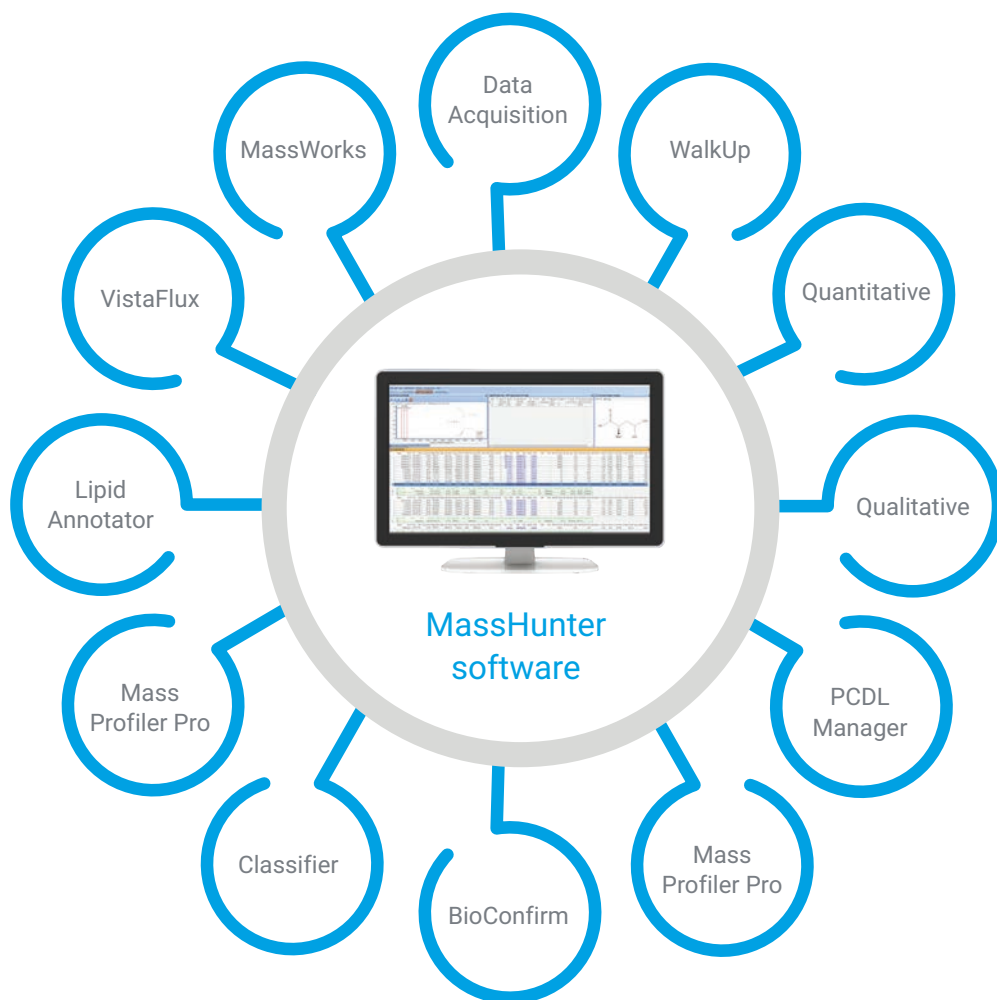 Data
Acquisition
WalkUp
Quantitative
Qualitative
PCDL
Manager
Mass
Profiler Pro
BioConfirm
Classifier
Mass
Profiler Pro
Lipid
Annotator
VistaFlux
MassWorks
MassHunter
software